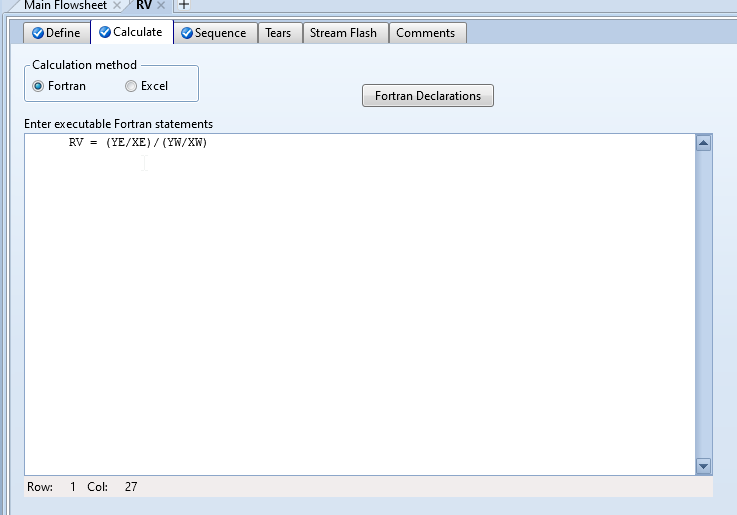 Main Flowsheet RV
Define Calculate Sequence Tears Stream Flash Comments
Calculation method
Fortran Excel
Fortran Declarations
Enter executable Fortran statements
RV = (YE/XE)/(YW/XW)
Row: 1 Col: 27